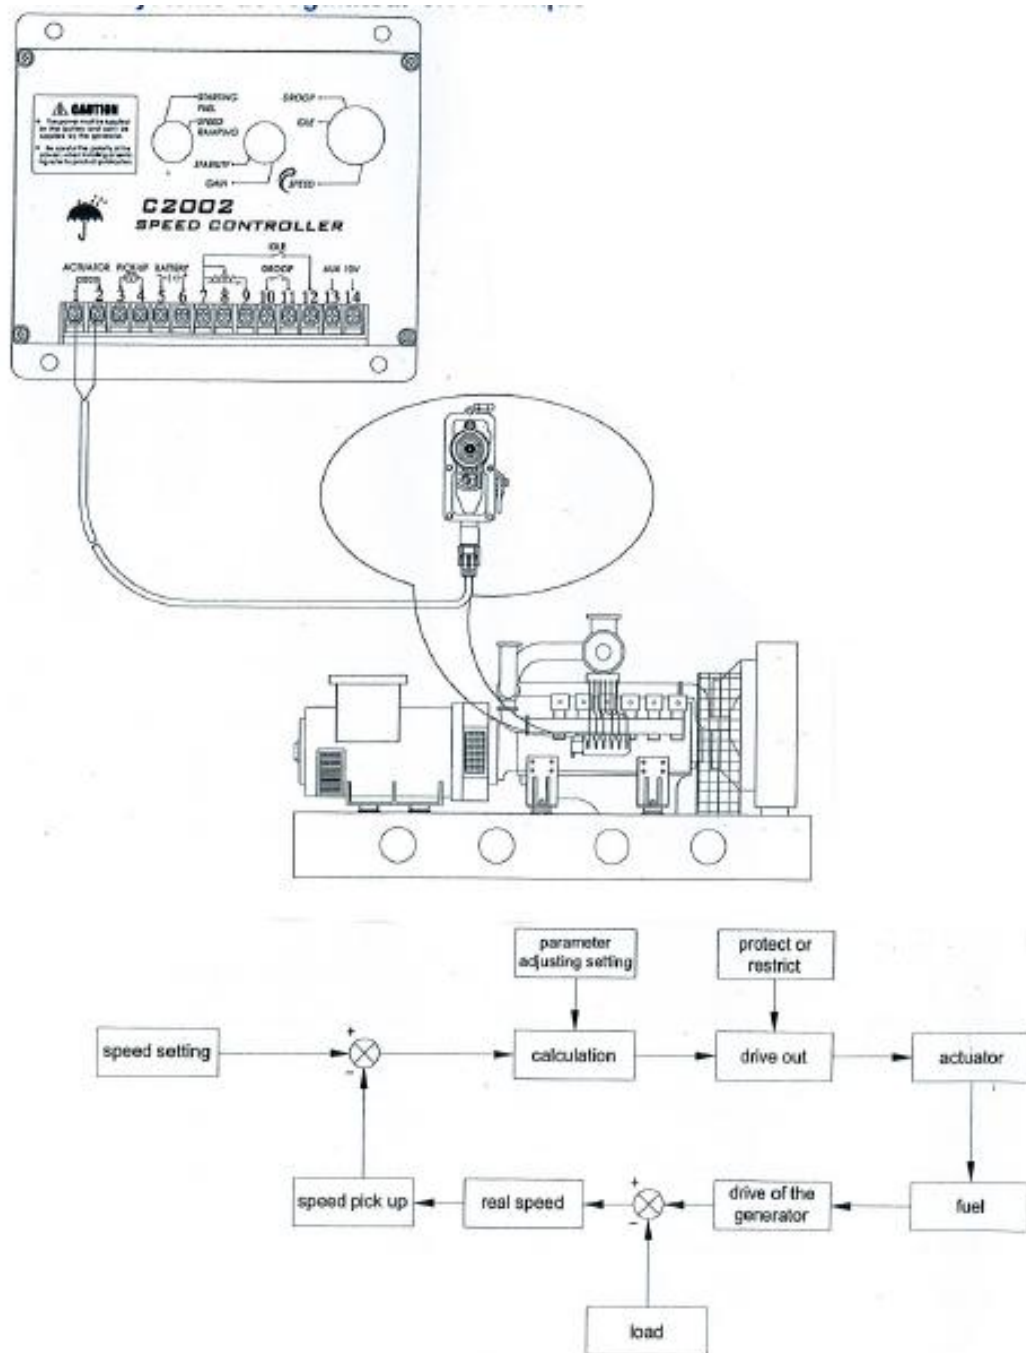 CAUTION
STARTING
FUEL
SPEED
RAMPING
STABILITY
GAIN
DROOP
IDLE
SPEED
C2002
SPEED CONTROLLER
IDLE
ACTUATOR PICK-UP BATTERY DROOP AUX 10V
1 2 3 4 5 6 7 8 9 10 11 12 13 14
parameter
adjusting setting
protect or
restrict
speed setting
+
-
calculation
drive out
actuator
speed pick up
real speed
+
-
drive of the
generator
fuel
load